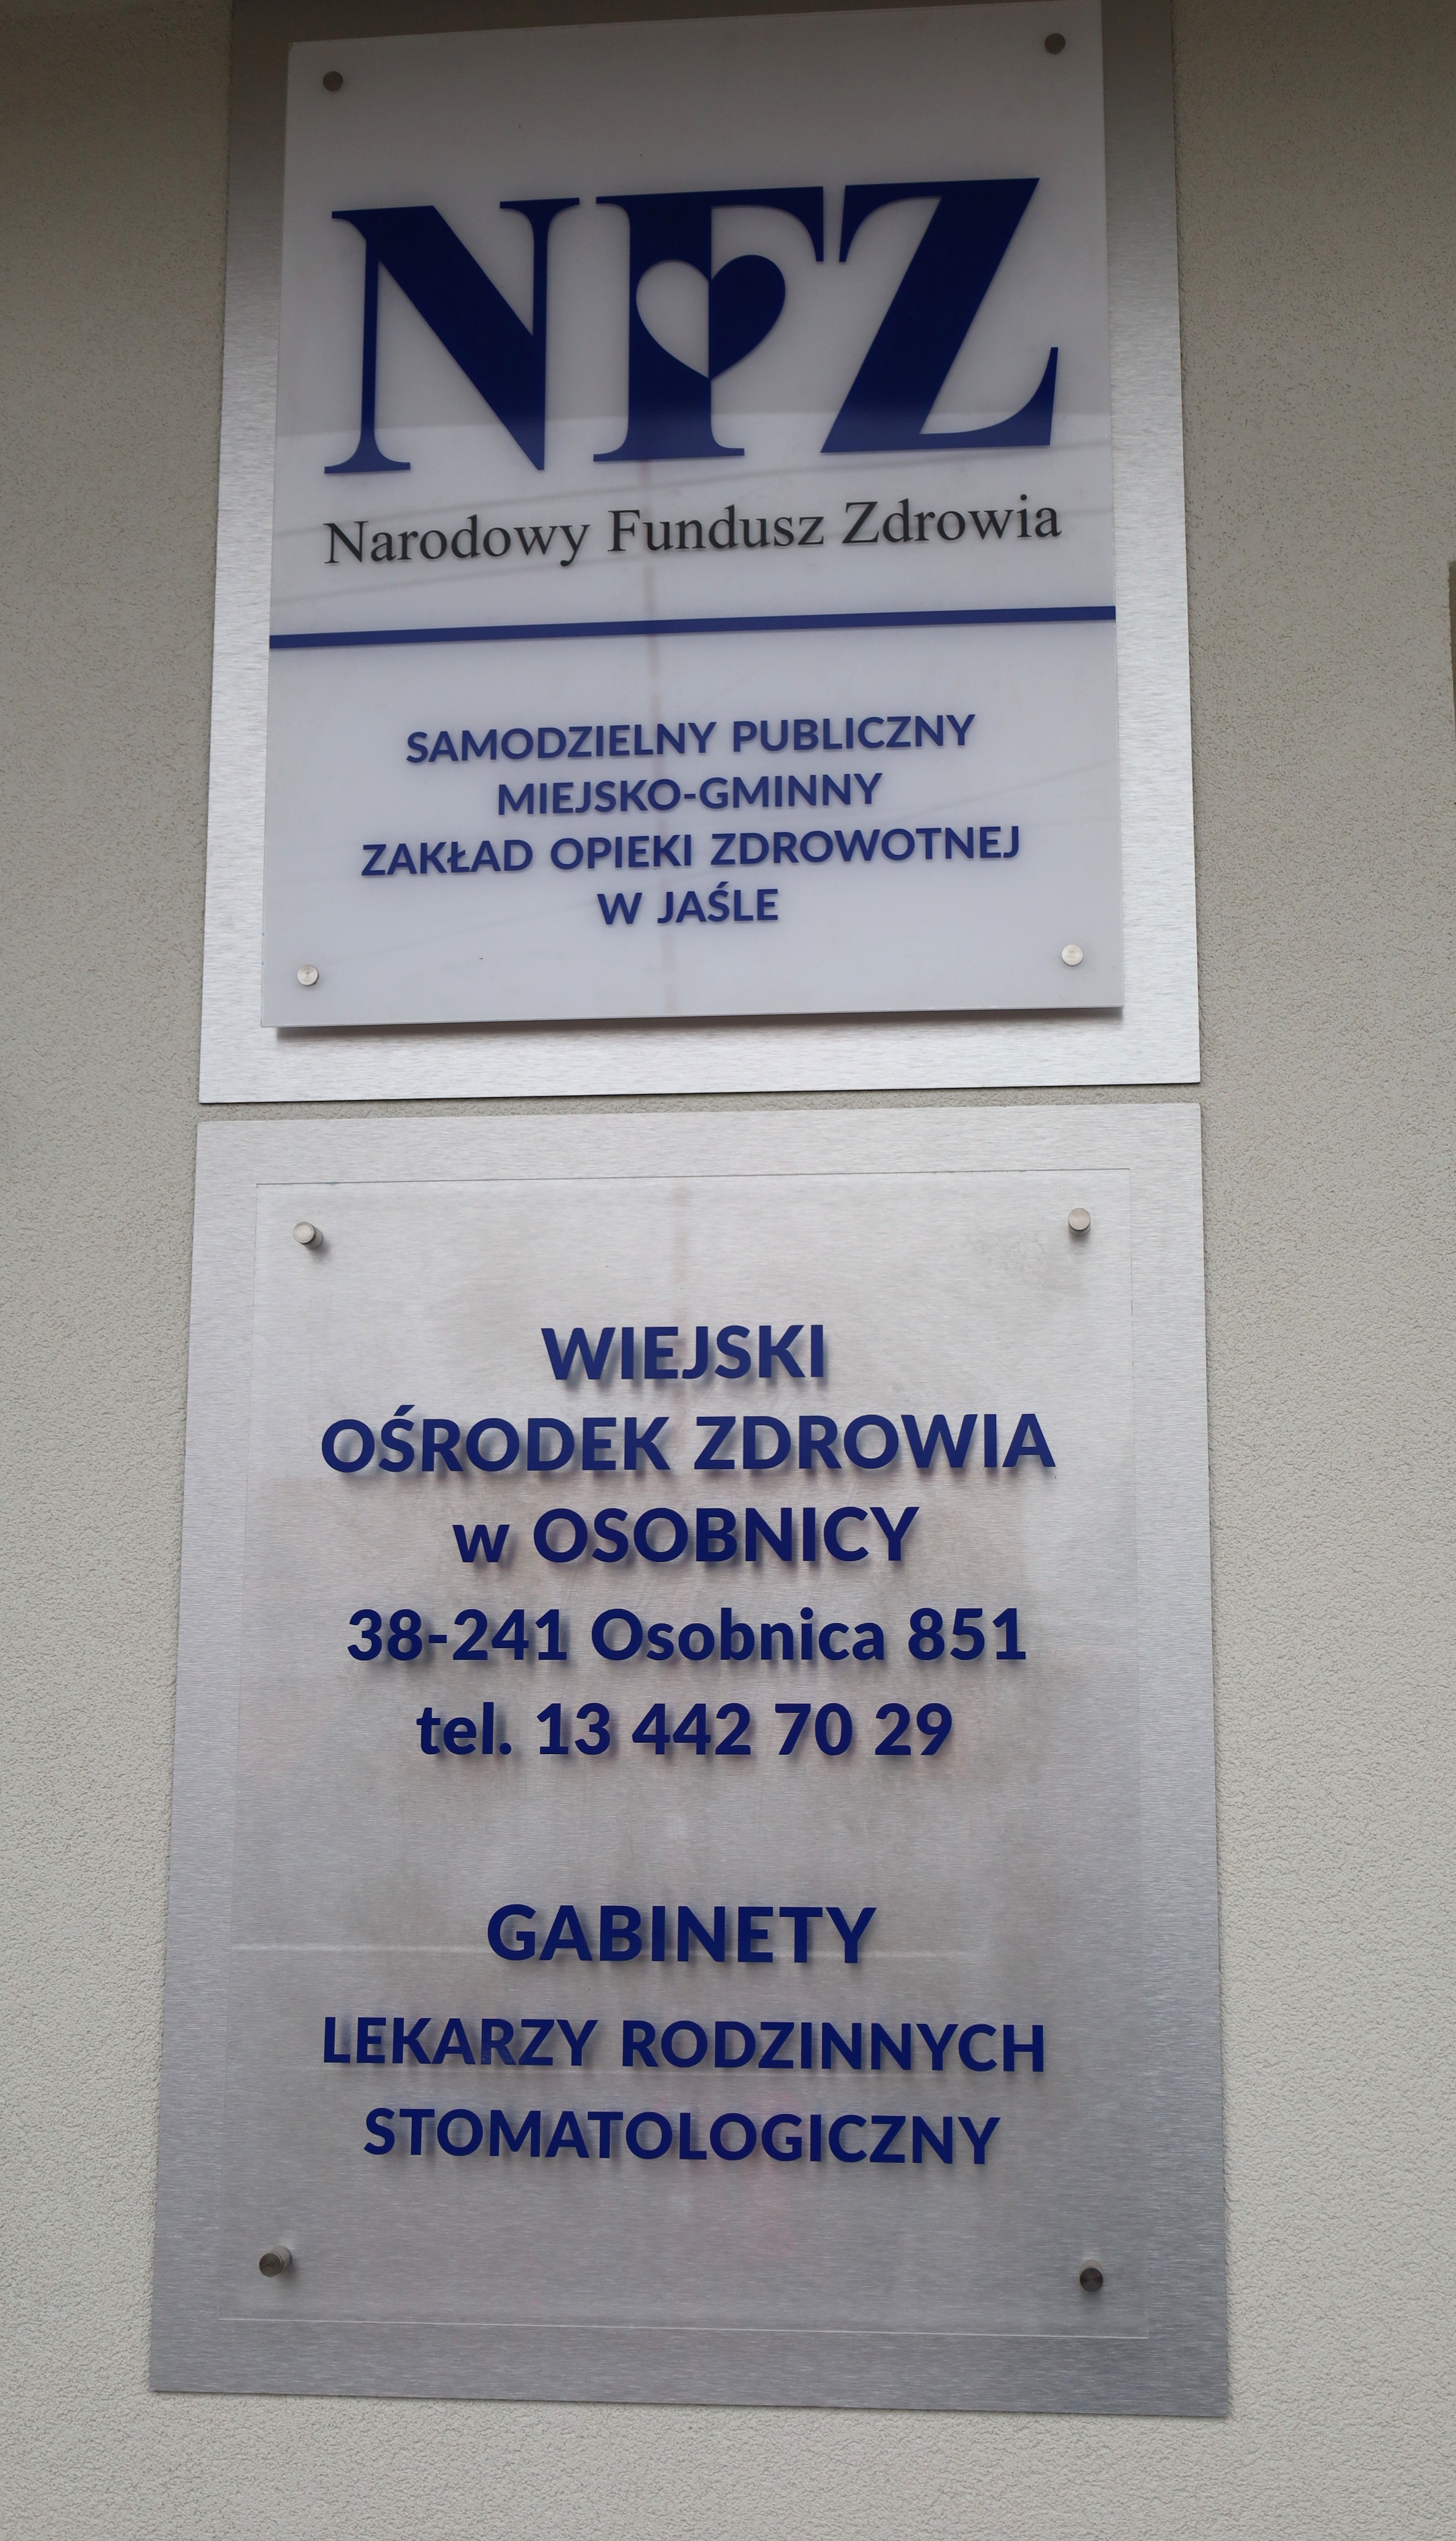 NFZ
Narodowy Fundusz Zdrowia
SAMODZIELNY PUBLICZNY
MIEJSKO-GMINNY
ZAKŁAD OPIEKI ZDROWOTNEJ
W JAŚLE
WIEJSKI
OŚRODEK ZDROWIA
w OSOBNICY
38-241 Osobnica 851
tel. 13 442 70 29
GABINETY
LEKARZY RODZINNYCH
STOMATOLOGICZNY